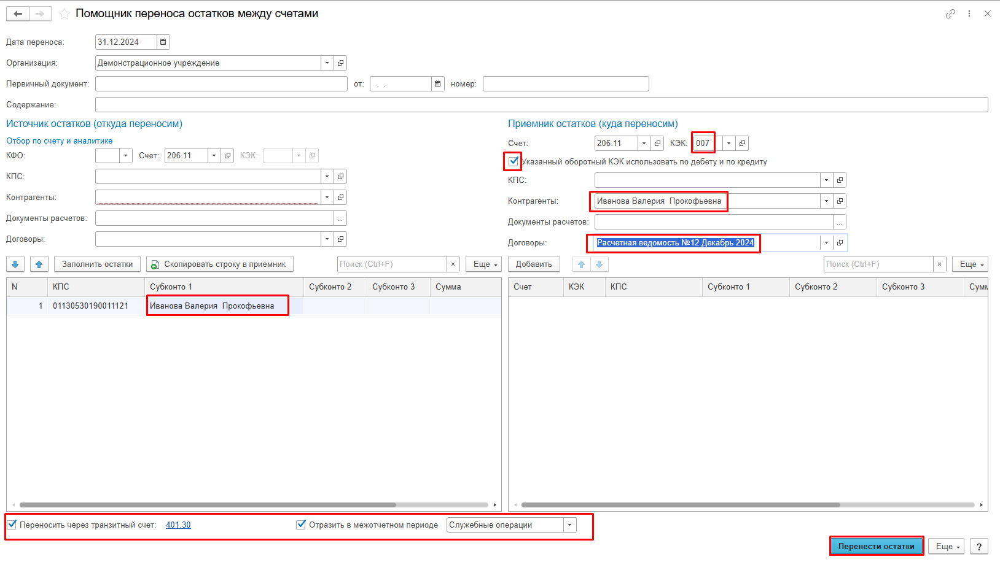 Помощник переноса остатков между счетами
Дата переноса: 31.12.2024
Организация: Демонстрационное учреждение
Первичный документ: от: . . номер:
Содержание:
Источник остатков (откуда переносим)
Отбор по счету и аналитике
КФО: Счет: 206.11 КЭК:
КПС:
Контрагенты:
Документы расчетов: ...
Договоры:
Приемник остатков (куда переносим)
Счет: 206.11 КЭК: 007
Указанный оборотный КЭК использовать по дебету и по кредиту
КПС:
Контрагенты: Иванова Валерия Прокофьевна
Документы расчетов: ...
Договоры: Расчетная ведомость №12 Декабрь 2024
Заполнить остатки Скопировать строку в приемник Поиск (Ctrl+F) × Еще
N КПС Субконто 1 Субконто 2 Субконто 3 Сумма
1 01130530190011121 Иванова Валерия Прокофьевна
Добавить Поиск (Ctrl+F) × Еще
Счет КЭК КПС Субконто 1 Субконто 2 Субконто 3 Сумм
Переносить через транзитный счет: 401.30 Отразить в межотчетном периоде Служебные операции
Перенести остатки Еще ?